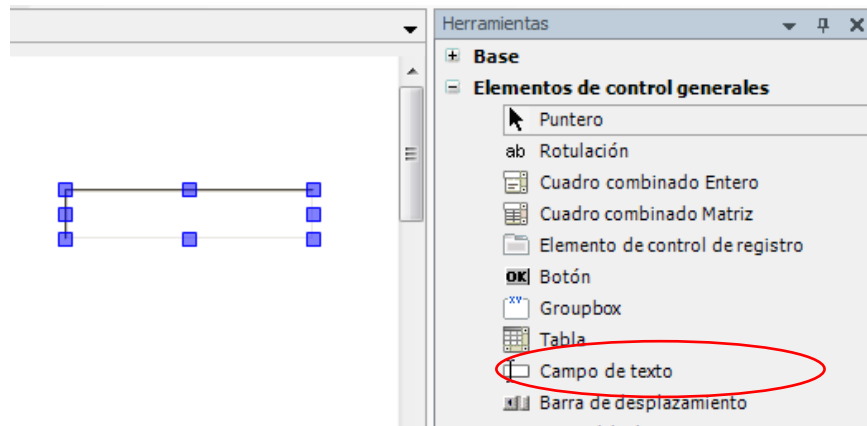 Herramientas
Base
Elementos de control generales
Puntero
ab Rotulación
Cuadro combinado Entero
Cuadro combinado Matriz
Elemento de control de registro
OK Botón
XY Groupbox
Tabla
Campo de texto
Barra de desplazamiento